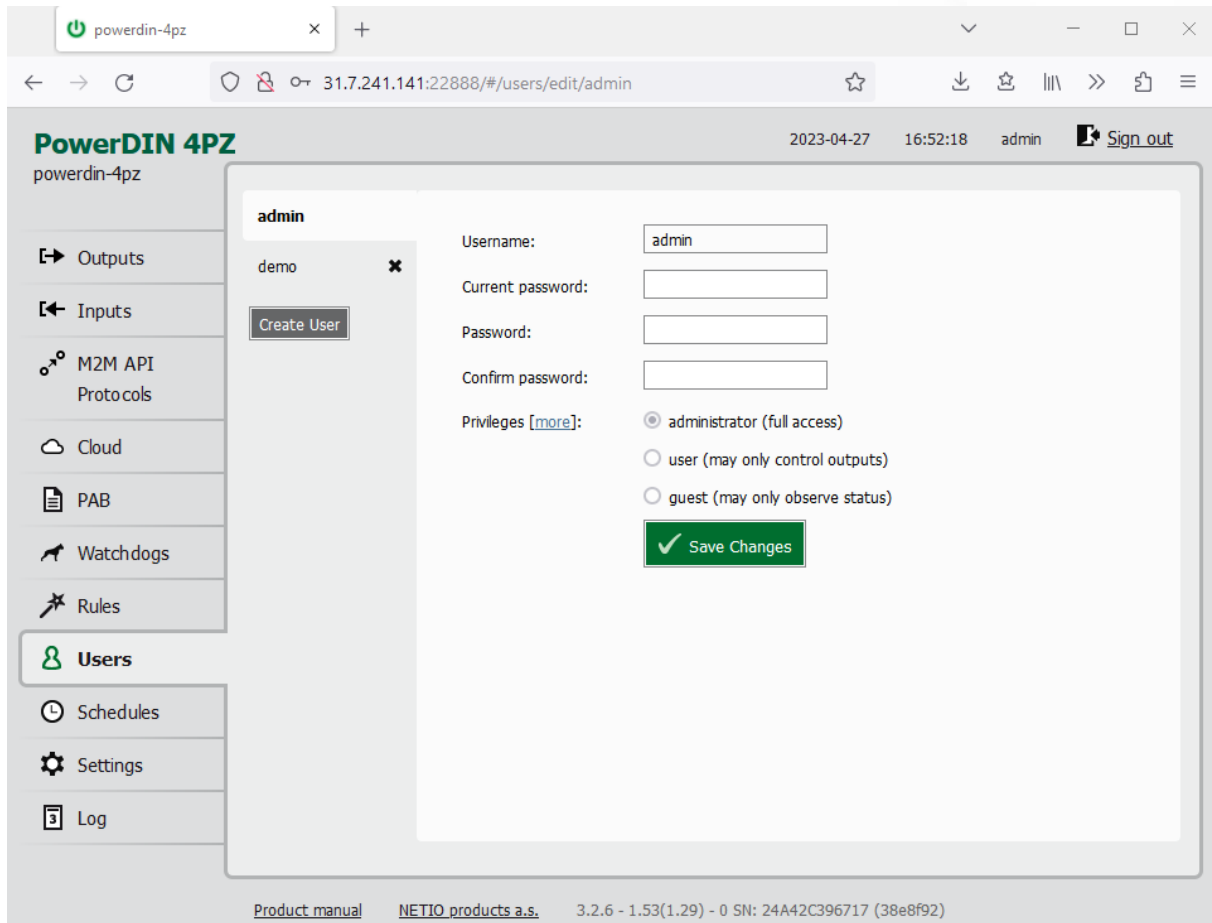 powerdin-4pz
31.7.241.141:22888/#/users/edit/admin
PowerDIN 4PZ
powerdin-4pz
2023-04-27 16:52:18 admin Sign out
Outputs
Inputs
M2M API
Protocols
Cloud
PAB
Watchdogs
Rules
Users
Schedules
Settings
3 Log
admin
demo
Create User
Username: admin
Current password:
Password:
Confirm password:
Privileges [more]: administrator (full access)
user (may only control outputs)
guest (may only observe status)
Save Changes
Product manual NETIO products a.s. 3.2.6 - 1.53(1.29) - 0 SN: 24A42C396717 (38e8f92)